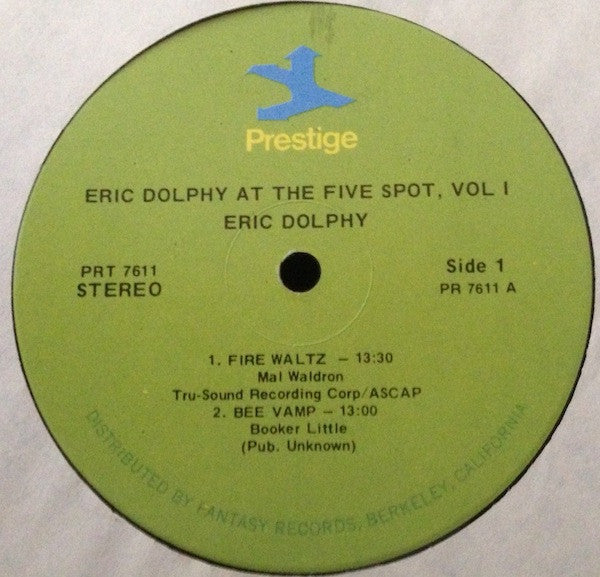 Prestige
ERIC DOLPHY AT THE FIVE SPOT, VOL I
ERIC DOLPHY
PRT 7611
STEREO
Side 1
PR 7611 A
1. FIRE WALTZ – 13:30
Mal Waldron
Tru-Sound Recording Corp/ASCAP
2. BEE VAMP – 13:00
Booker Little
(Pub. Unknown)
DISTRIBUTED BY FANTASY RECORDS, BERKELEY, CALIFORNIA